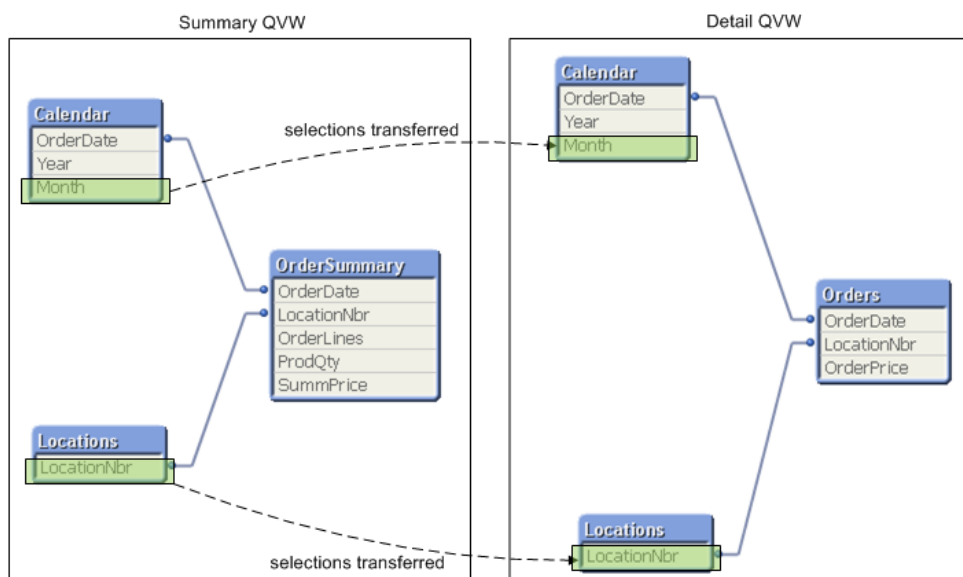 Summary QVW
Detail QVW
Calendar
OrderDate
Year
Month
selections transferred
Calendar
OrderDate
Year
Month
OrderSummary
OrderDate
LocationNbr
OrderLines
ProdQty
SummPrice
Orders
OrderDate
LocationNbr
OrderPrice
Locations
LocationNbr
selections transferred
Locations
LocationNbr